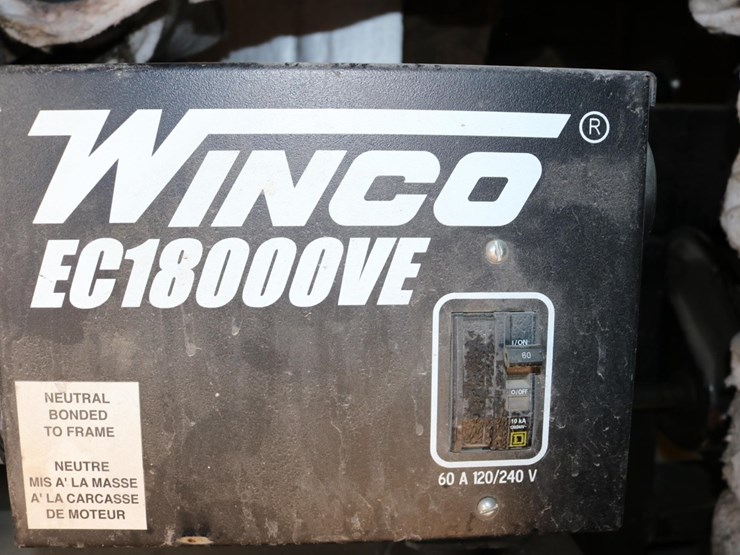 WINCO ®
EC18000VE
I/ON
60
O/OFF
10 kA
60 A 120/240 V
NEUTRAL
BONDED
TO FRAME
NEUTRE
MIS A' LA MASSE
A' LA CARCASSE
DE MOTEUR